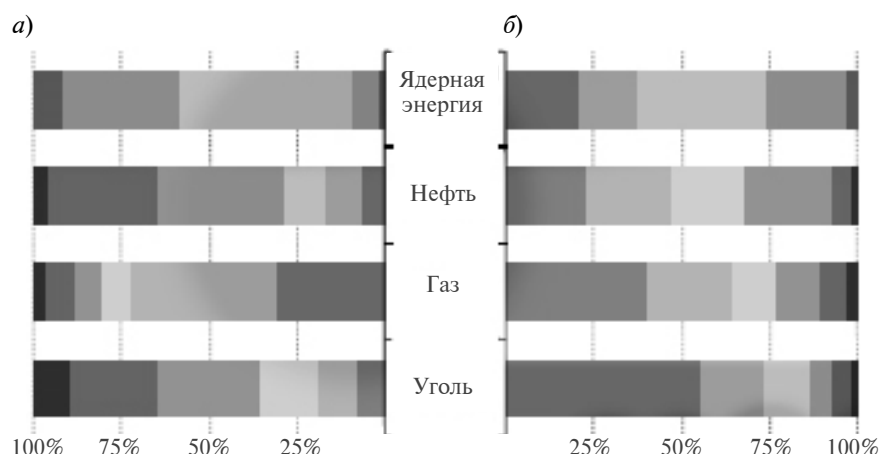 а)
б)
Ядерная
энергия
Нефть
Газ
Уголь
100% 75% 50% 25%
25% 50% 75% 100%